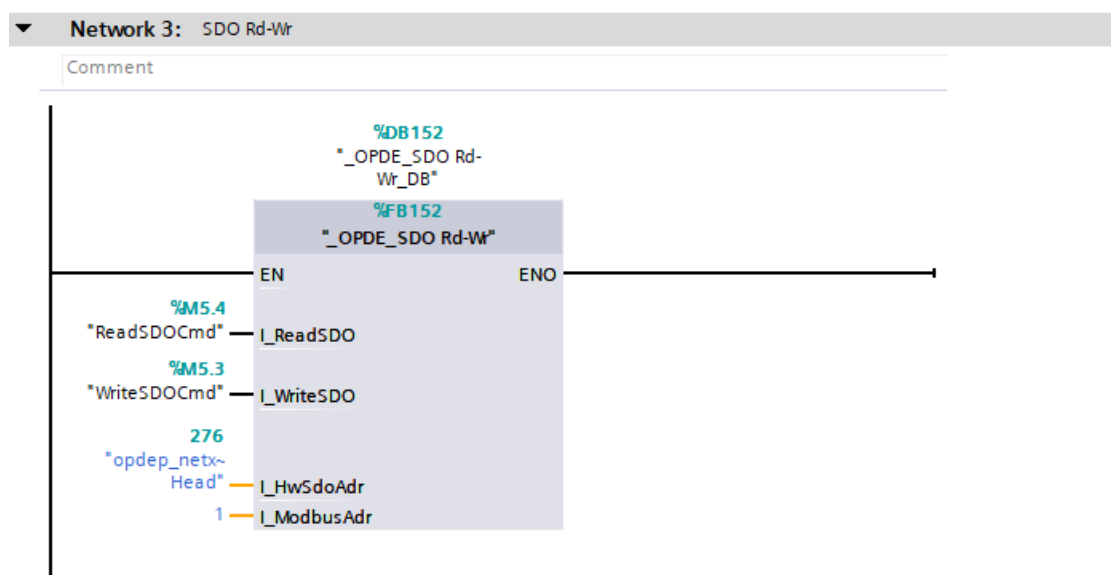 Network 3: SDO Rd-Wr
Comment
%DB152
"_OPDE_SDO Rd-
Wr_DB"
%FB152
"_OPDE_SDO Rd-Wr"
EN ENO
%M5.4
"ReadSDOCmd" I_ReadSDO
%M5.3
"WriteSDOCmd" I_WriteSDO
276
"opdep_netx~
Head" I_HwSdoAdr
1 I_ModbusAdr